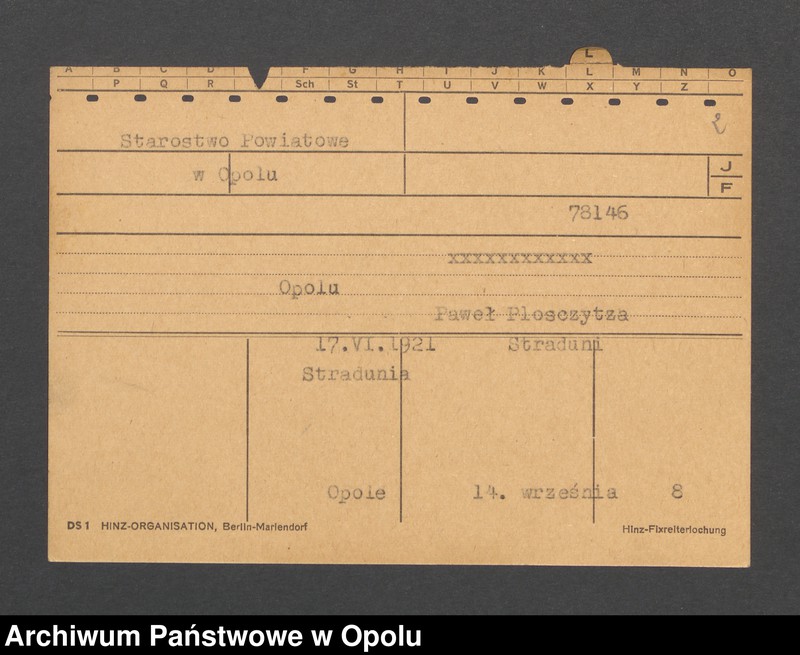 L
A B C D F G H I J K L M N O
P Q R Sch St T U V W X Y Z
Starostwo Powiatowe
w Opolu
J
F
78146
xxxxxxxxxxxx
Opolu
Paweł Plosczytza
17.VI.1921 Straduni
Stradunia
Opole 14. września 8
DS 1 HINZ-ORGANISATION, Berlin-Mariendorf Hinz-Fixreiterlochung
Archiwum Państwowe w Opolu